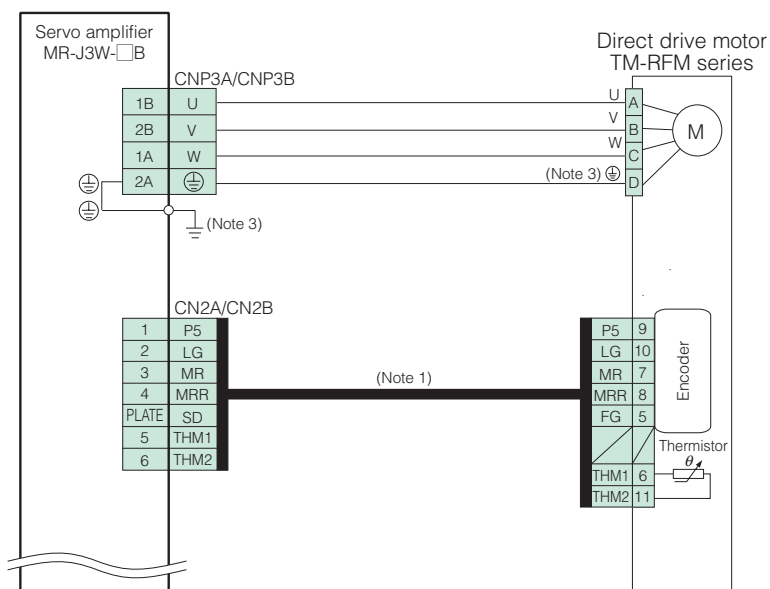 Servo amplifier
MR-J3W-□B
Direct drive motor
TM-RFM series
CNP3A/CNP3B
1B U
2B V
1A W
2A
U A
V B
W C
(Note 3) D
M
(Note 3)
CN2A/CN2B
1 P5
2 LG
3 MR
4 MRR
PLATE SD
5 THM1
6 THM2
(Note 1)
P5 9
LG 10
MR 7
MRR 8
FG 5
THM1 6
THM2 11
Encoder
Thermistor
θ